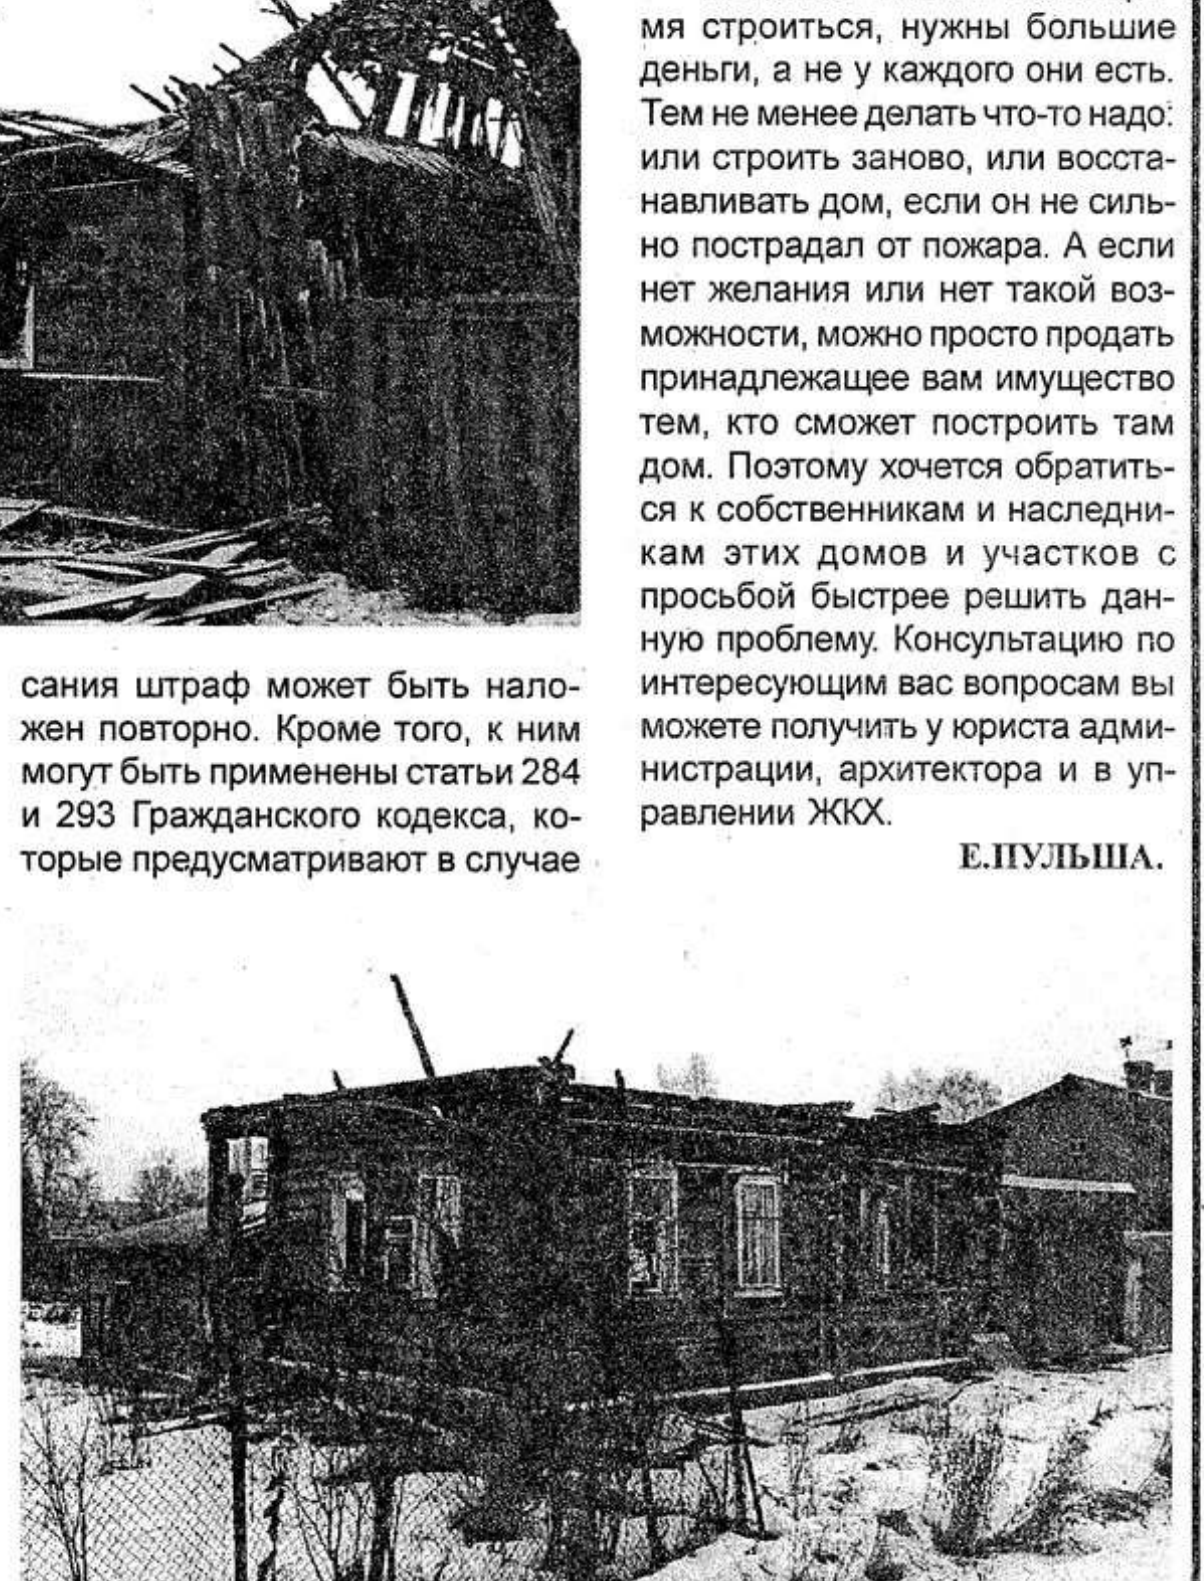 сания штраф может быть нало-
жен повторно. Кроме того, к ним
могут быть применены статьи 284
и 293 Гражданского кодекса, ко-
торые предусматривают в случае
мя строиться, нужны большие
деньги, а не у каждого они есть.
Тем не менее делать что-то надо:
или строить заново, или восста-
навливать дом, если он не силь-
но пострадал от пожара. А если
нет желания или нет такой воз-
можности, можно просто продать
принадлежащее вам имущество
тем, кто сможет построить там
дом. Поэтому хочется обратить-
ся к собственникам и наследни-
кам этих домов и участков с
просьбой быстрее решить дан-
ную проблему. Консультацию по
интересующим вас вопросам вы
можете получить у юриста адми-
нистрации, архитектора и в уп-
равлении ЖКХ.
Е.ПУЛЬША.